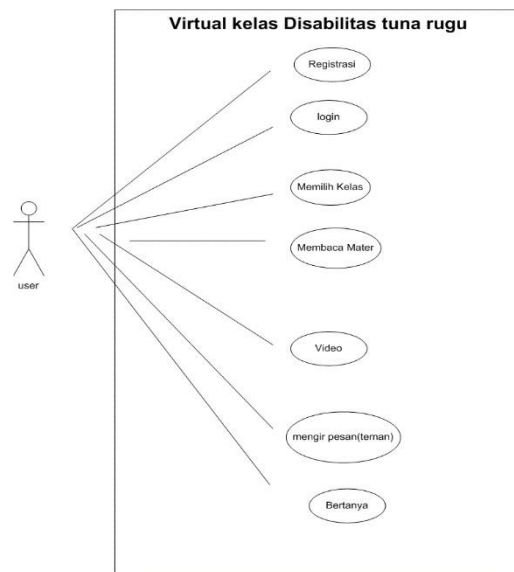 Virtual kelas Disabilitas tuna rugu
Registrasi
login
Memilih Kelas
Membaca Mater
user
Video
mengir pesan(teman)
Bertanya